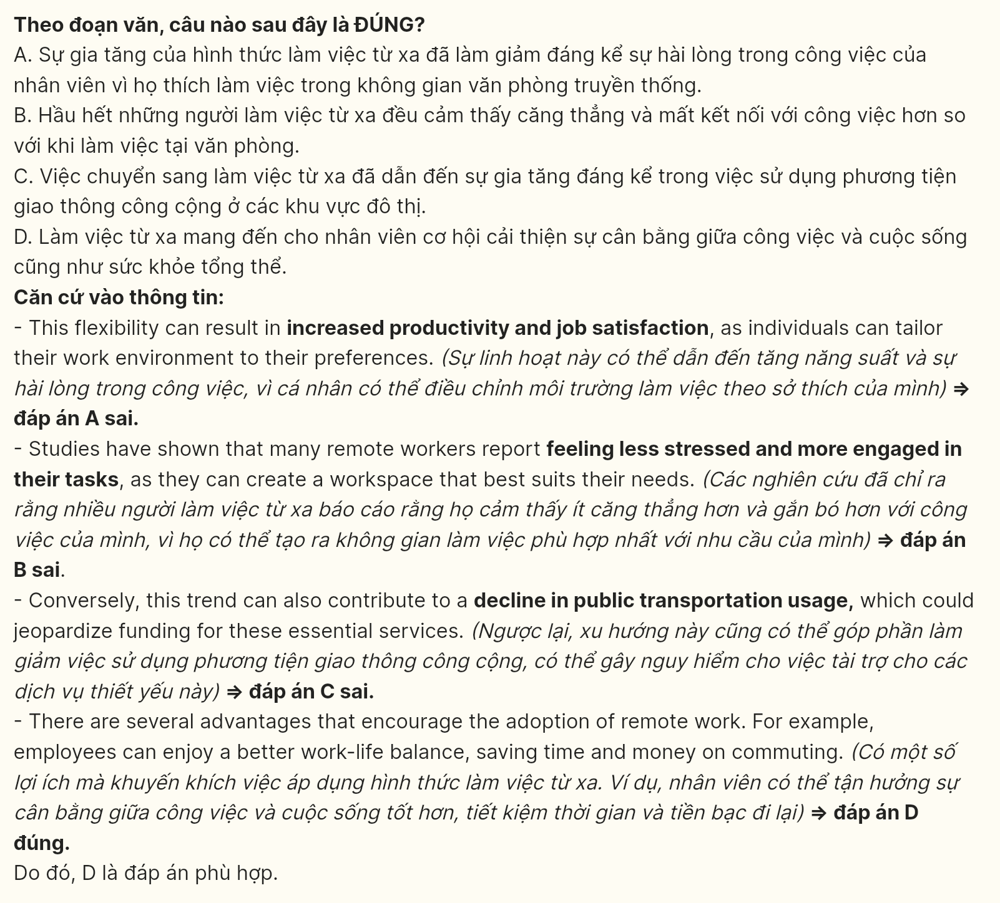 Theo đoạn văn, câu nào sau đây là ĐÚNG?
A. Sự gia tăng của hình thức làm việc từ xa đã làm giảm đáng kể sự hài lòng trong công việc của
nhân viên vì họ thích làm việc trong không gian văn phòng truyền thống.
B. Hầu hết những người làm việc từ xa đều cảm thấy căng thẳng và mất kết nối với công việc hơn so
với khi làm việc tại văn phòng.
C. Việc chuyển sang làm việc từ xa đã dẫn đến sự gia tăng đáng kể trong việc sử dụng phương tiện
giao thông công cộng ở các khu vực đô thị.
D. Làm việc từ xa mang đến cho nhân viên cơ hội cải thiện sự cân bằng giữa công việc và cuộc sống
cũng như sức khỏe tổng thể.
Căn cứ vào thông tin:
- This flexibility can result in increased productivity and job satisfaction, as individuals can tailor
their work environment to their preferences. (Sự linh hoạt này có thể dẫn đến tăng năng suất và sự
hài lòng trong công việc, vì cá nhân có thể điều chỉnh môi trường làm việc theo sở thích của mình) ⇒
đáp án A sai.
- Studies have shown that many remote workers report feeling less stressed and more engaged in
their tasks, as they can create a workspace that best suits their needs. (Các nghiên cứu đã chỉ ra
rằng nhiều người làm việc từ xa báo cáo rằng họ cảm thấy ít căng thẳng hơn và gắn bó hơn với công
việc của mình, vì họ có thể tạo ra không gian làm việc phù hợp nhất với nhu cầu của mình) ⇒ đáp án
B sai.
- Conversely, this trend can also contribute to a decline in public transportation usage, which could
jeopardize funding for these essential services. (Ngược lại, xu hướng này cũng có thể góp phần làm
giảm việc sử dụng phương tiện giao thông công cộng, có thể gây nguy hiểm cho việc tài trợ cho các
dịch vụ thiết yếu này) ⇒ đáp án C sai.
- There are several advantages that encourage the adoption of remote work. For example,
employees can enjoy a better work-life balance, saving time and money on commuting. (Có một số
lợi ích mà khuyến khích việc áp dụng hình thức làm việc từ xa. Ví dụ, nhân viên có thể tận hưởng sự
cân bằng giữa công việc và cuộc sống tốt hơn, tiết kiệm thời gian và tiền bạc đi lại) ⇒ đáp án D
đúng.
Do đó, D là đáp án phù hợp.